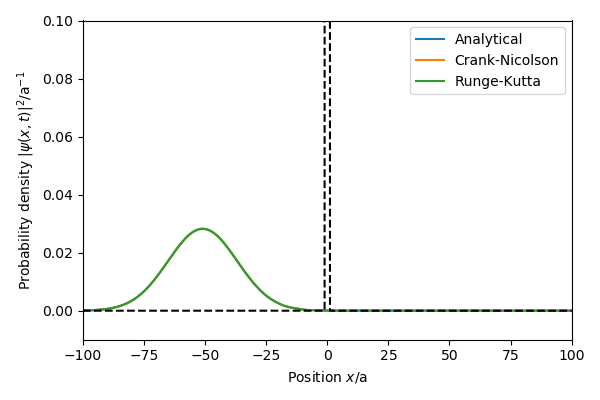 0.10
0.08
0.06
0.04
0.02
0.00
Probability density |ψ(x, t)|²/a⁻¹
Analytical
Crank-Nicolson
Runge-Kutta
−100 −75 −50 −25 0 25 50 75 100
Position x/a